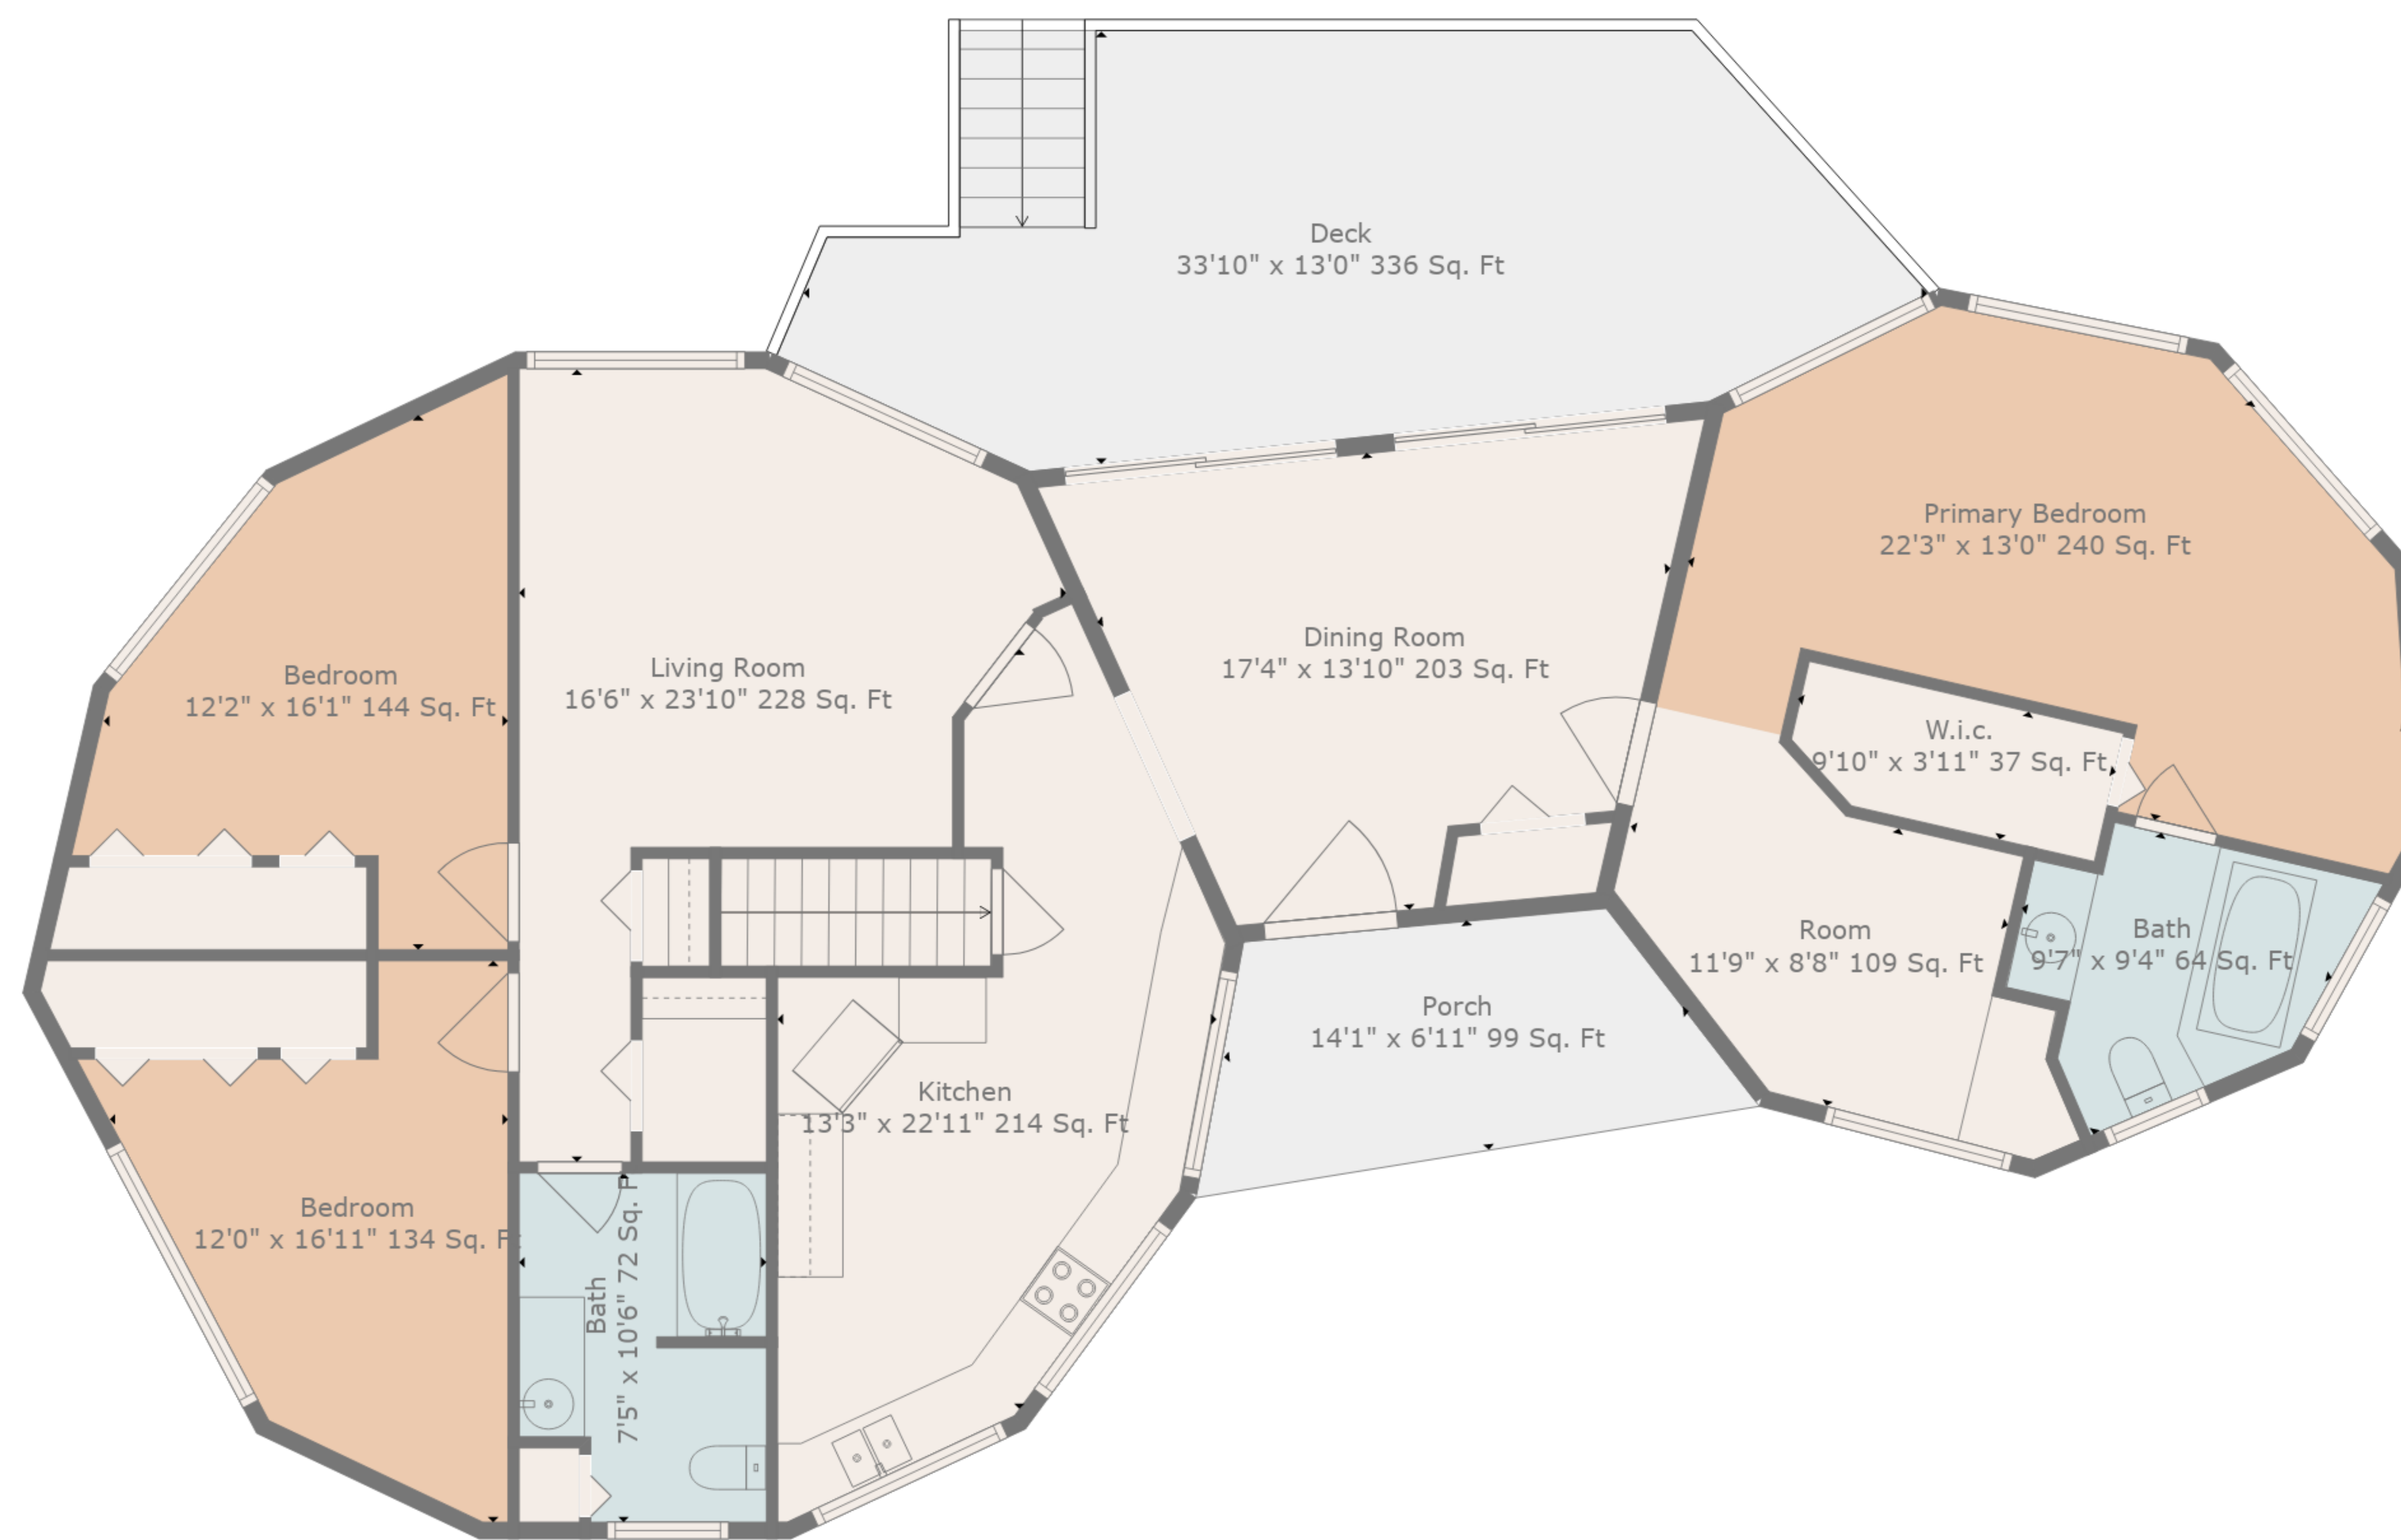 Deck
33'10" x 13'0" 336 Sq. Ft
Primary Bedroom
22'3" x 13'0" 240 Sq. Ft
Dining Room
17'4" x 13'10" 203 Sq. Ft
Living Room
16'6" x 23'10" 228 Sq. Ft
Bedroom
12'2" x 16'1" 144 Sq. Ft
W.i.c.
9'10" x 3'11" 37 Sq. Ft
Room
11'9" x 8'8" 109 Sq. Ft
Bath
9'7" x 9'4" 64 Sq. Ft
Porch
14'1" x 6'11" 99 Sq. Ft
Kitchen
13'3" x 22'11" 214 Sq. Ft
Bedroom
12'0" x 16'11" 134 Sq. Ft
Bath
7'5" x 10'6" 72 Sq. Ft